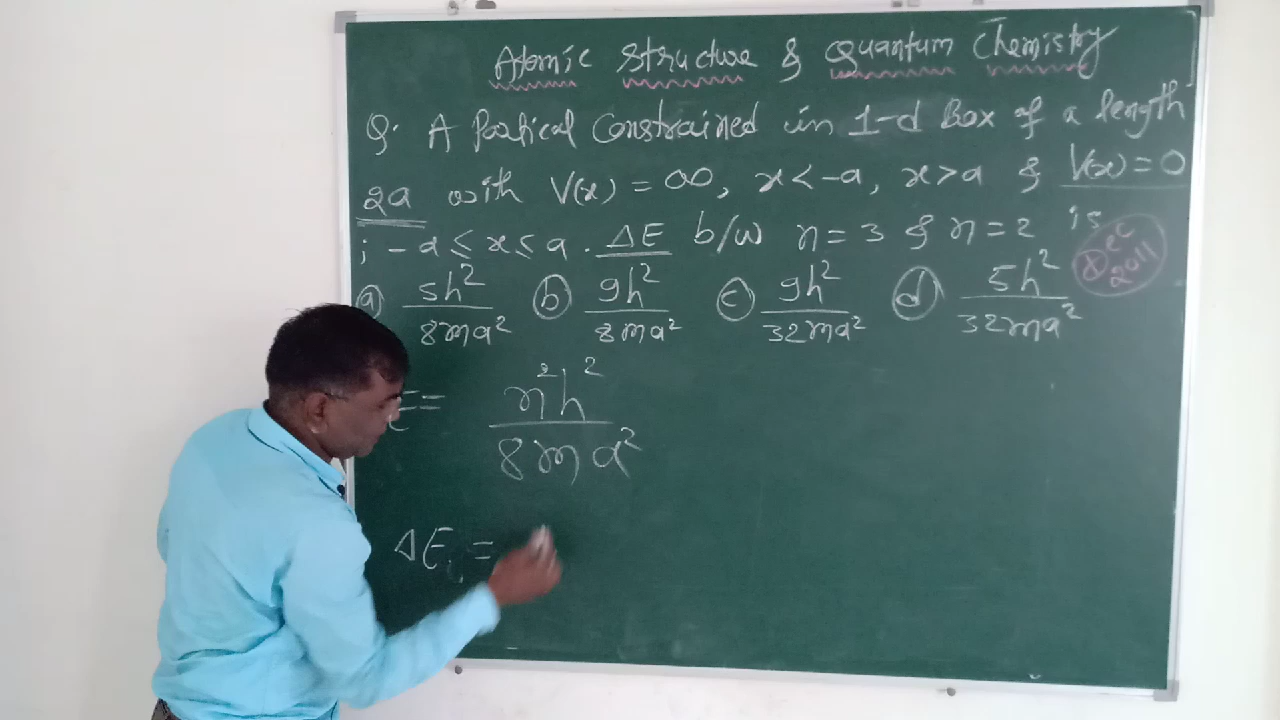 Atomic Structure & Quantum Chemistry
Q. A Partical Constrained in 1-d Box of a length
2a with V(x) = ∞, x < -a, x > a & V(x) = 0
; -a ≤ x ≤ a. ΔE b/w n = 3 & n = 2 is
Dec 2011
(a) 5h²/8ma² (b) 9h²/8ma² (c) 9h²/32ma² (d) 5h²/32ma²
E = n²h²/8ma²
ΔE =